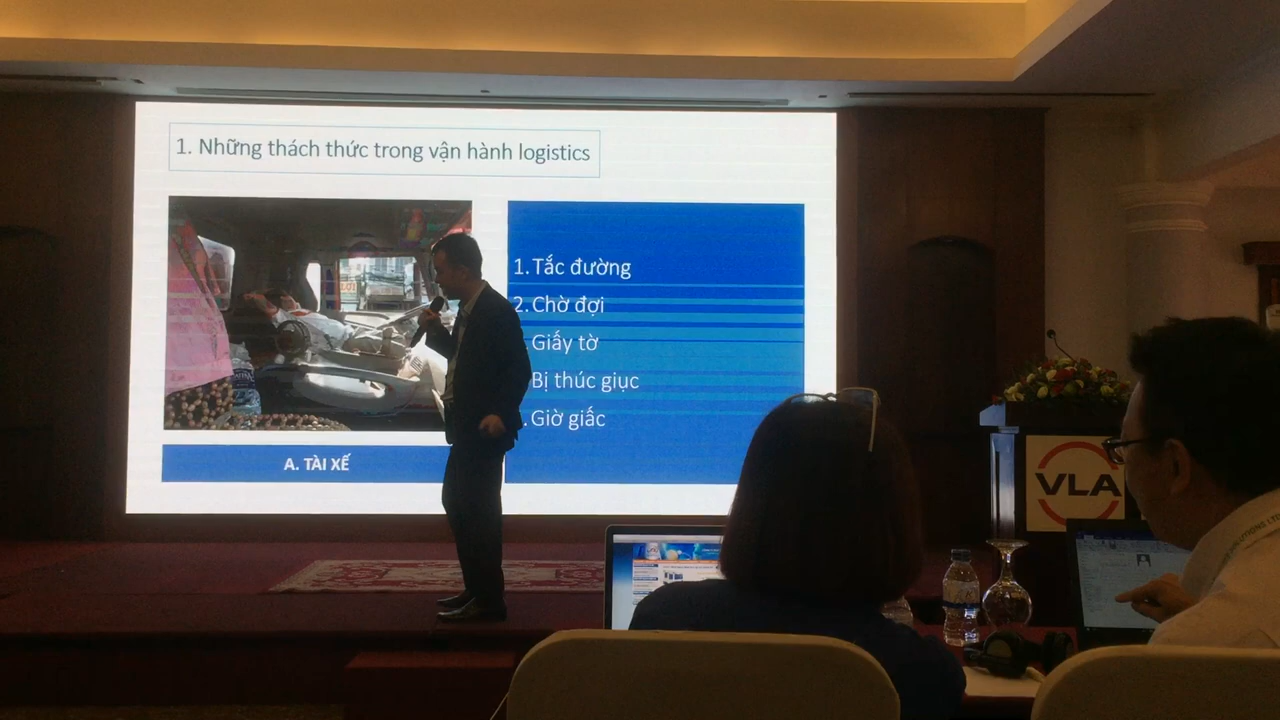 1. Những thách thức trong vận hành logistics
1. Tắc đường
2. Chờ đợi
. Giấy tờ
Bị thúc giục
. Giờ giấc
A. TÀI XẾ
VLA